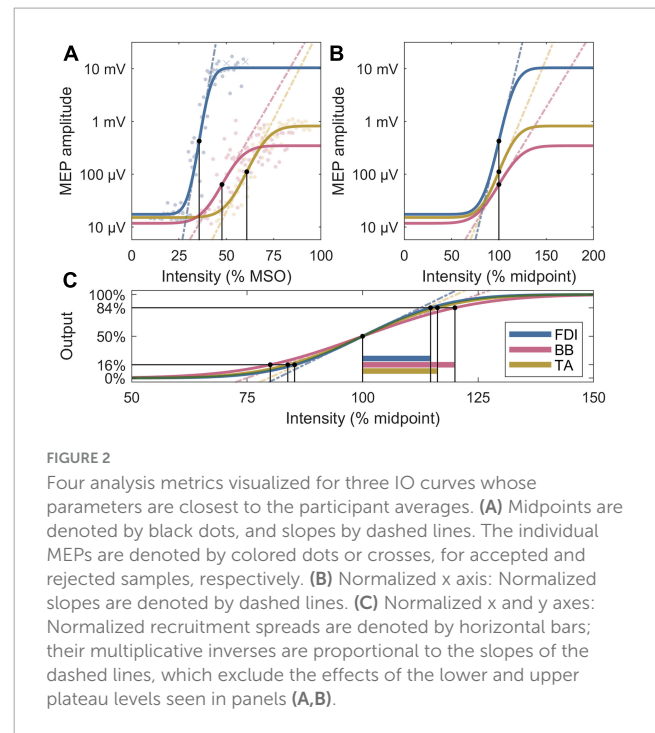 A
B
10 mV
1 mV
100 µV
10 µV
MEP amplitude
0 25 50 75 100
Intensity (% MSO)
10 mV
1 mV
100 µV
10 µV
MEP amplitude
0 50 100 150 200
Intensity (% midpoint)
C
100%
84%
50%
16%
0%
Output
FDI
BB
TA
50 75 100 125 150
Intensity (% midpoint)
FIGURE 2
Four analysis metrics visualized for three IO curves whose
parameters are closest to the participant averages. (A) Midpoints are
denoted by black dots, and slopes by dashed lines. The individual
MEPs are denoted by colored dots or crosses, for accepted and
rejected samples, respectively. (B) Normalized x axis: Normalized
slopes are denoted by dashed lines. (C) Normalized x and y axes:
Normalized recruitment spreads are denoted by horizontal bars;
their multiplicative inverses are proportional to the slopes of the
dashed lines, which exclude the effects of the lower and upper
plateau levels seen in panels (A,B).